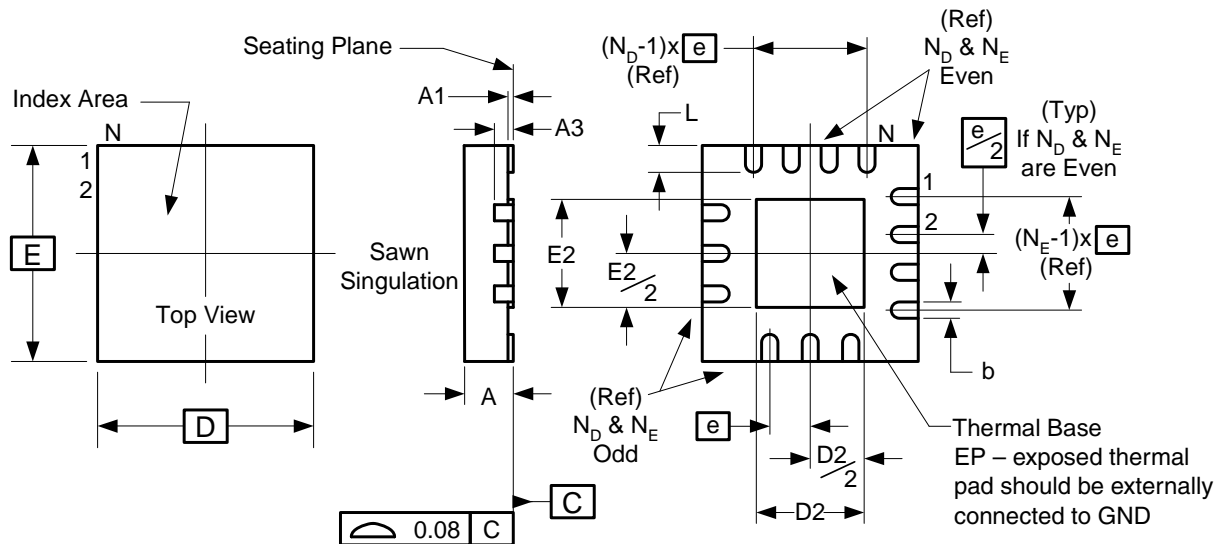 Index Area
N
1
2
E
Top View
D
Seating Plane
A1
A3
Sawn
Singulation
A
C
0.08 C
(N_D-1)x e
(Ref)
(Ref)
N_D & N_E
Even
L
N
e/2
(Typ)
If N_D & N_E
are Even
1
2
(N_E-1)x e
(Ref)
E2
E2/2
b
(Ref)
N_D & N_E
Odd
e
D2/2
D2
Thermal Base
EP – exposed thermal
pad should be externally
connected to GND